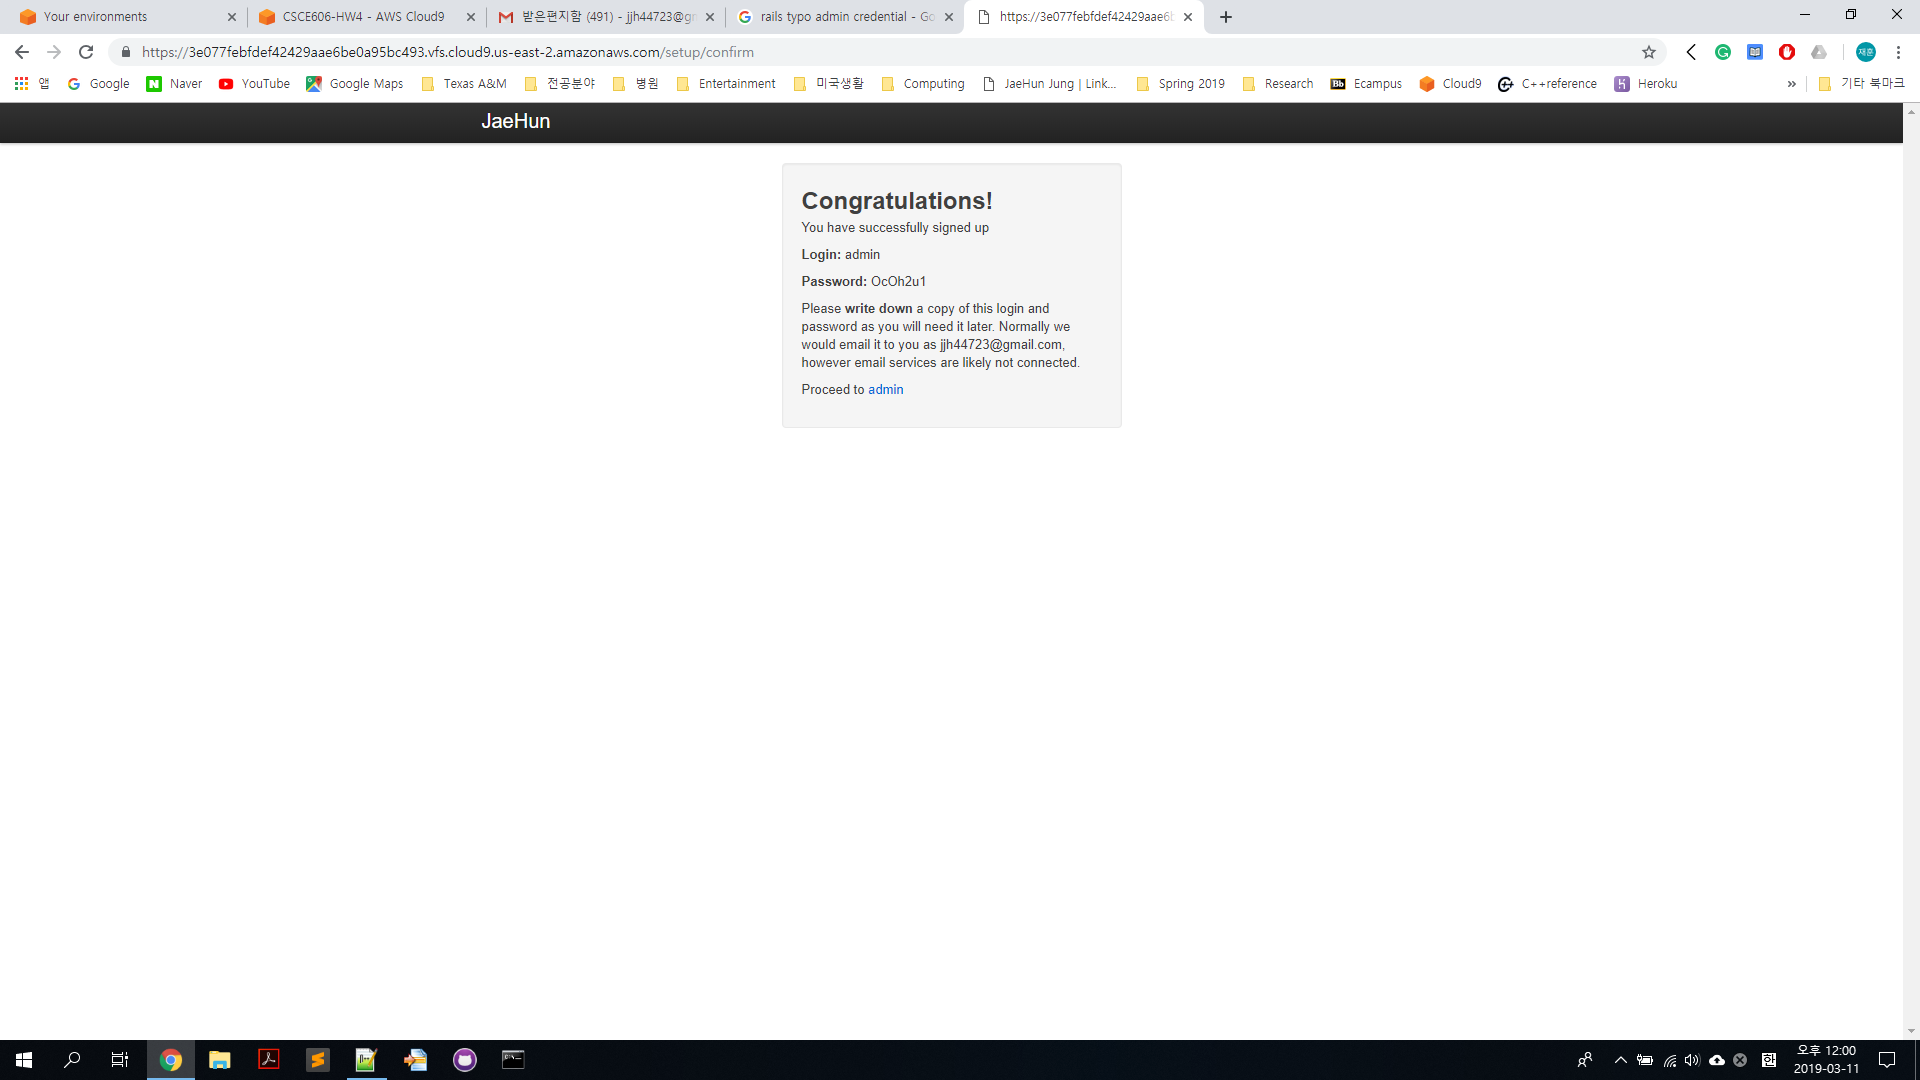 Your environments
CSCE606-HW4 - AWS Cloud9
받은편지함 (491) - jjh44723@gr
rails typo admin credential - Go
https://3e077febfdef42429aae6b
https://3e077febfdef42429aae6be0a95bc493.vfs.cloud9.us-east-2.amazonaws.com/setup/confirm
재훈
앱
Google
Naver
YouTube
Google Maps
Texas A&M
전공분야
병원
Entertainment
미국생활
Computing
JaeHun Jung | Link...
Spring 2019
Research
Bb Ecampus
Cloud9
C++reference
Heroku
»
기타 북마크
JaeHun
Congratulations!
You have successfully signed up
Login: admin
Password: OcOh2u1
Please write down a copy of this login and
password as you will need it later. Normally we
would email it to you as jjh44723@gmail.com,
however email services are likely not connected.
Proceed to admin
한
오후 12:00
2019-03-11